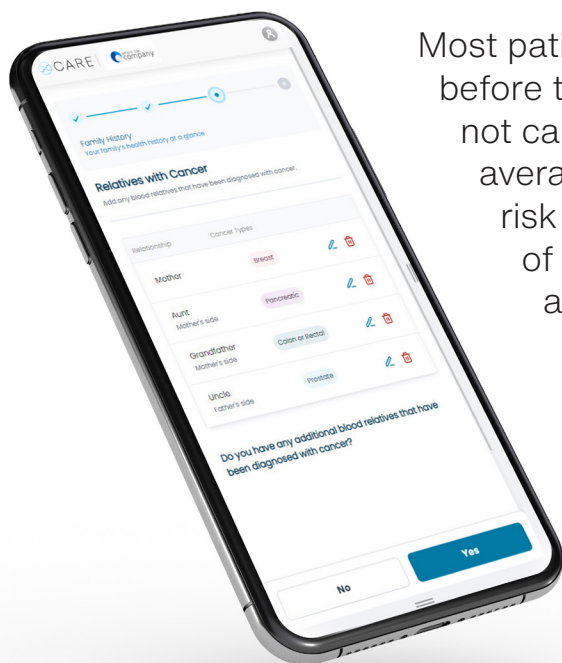 CARE
company
Family History
Your family's health history at a glance
Relatives with Cancer
Add any blood relatives that have been diagnosed with cancer.
Relationship Cancer Types
Mother Breast
Aunt Pancreatic
Mother's side
Grandfather Colon or Rectal
Mother's side
Uncle Prostate
Father's side
Do you have any additional blood relatives that have
been diagnosed with cancer?
No Yes
Most pati
before t
not ca
avera
risk
of
a